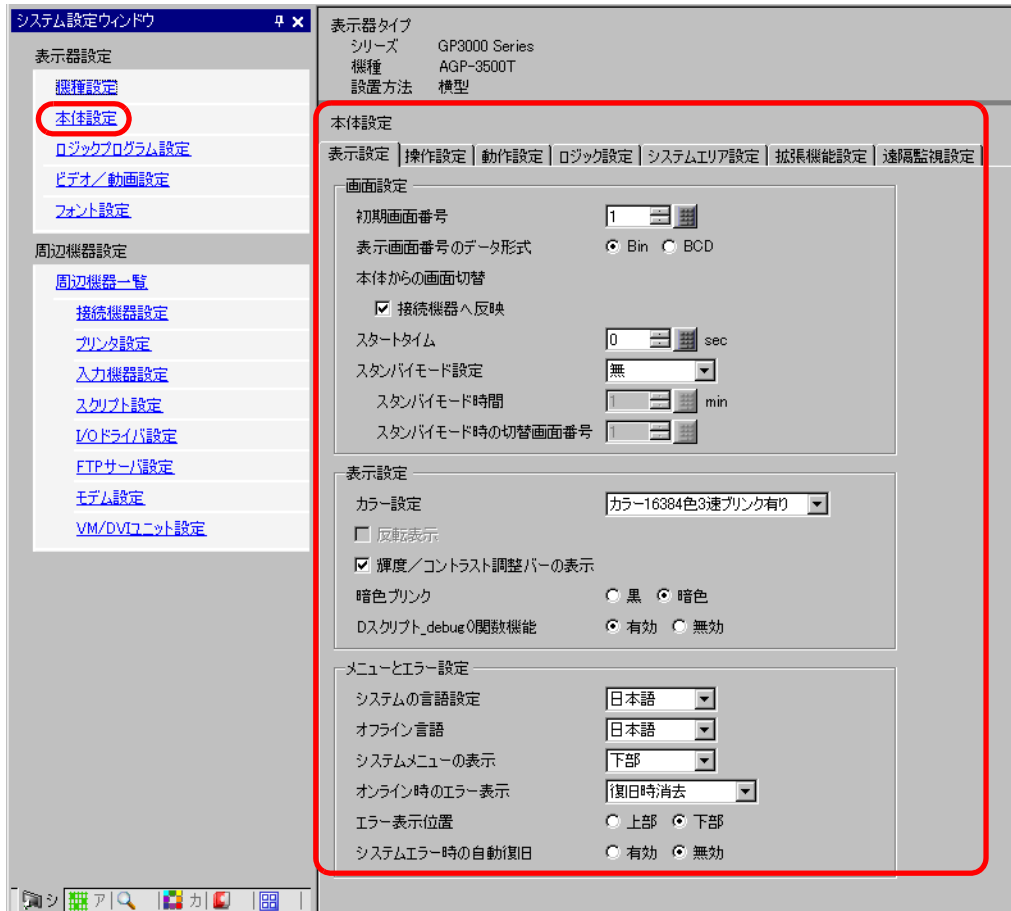 システム設定ウィンドウ
表示器設定
機種設定
本体設定
ロジックプログラム設定
ビデオ／動画設定
フォント設定
周辺機器設定
周辺機器一覧
接続機器設定
プリンタ設定
入力機器設定
スクリプト設定
I/Oドライバ設定
FTPサーバ設定
モデム設定
VM/DVIユニット設定
シ ア カ
表示器タイプ
シリーズ GP3000 Series
機種 AGP-3500T
設置方法 横型
本体設定
表示設定 操作設定 動作設定 ロジック設定 システムエリア設定 拡張機能設定 遠隔監視設定
画面設定
初期画面番号 1
表示画面番号のデータ形式 Bin BCD
本体からの画面切替
接続機器へ反映
スタートタイム 0 sec
スタンバイモード設定 無
スタンバイモード時間 1 min
スタンバイモード時の切替画面番号 1
表示設定
カラー設定 カラー16384色3速ブリンク有り
反転表示
輝度／コントラスト調整バーの表示
暗色ブリンク 黒 暗色
Dスクリプト_debug()関数機能 有効 無効
メニューとエラー設定
システムの言語設定 日本語
オフライン言語 日本語
システムメニューの表示 下部
オンライン時のエラー表示 復旧時消去
エラー表示位置 上部 下部
システムエラー時の自動復旧 有効 無効